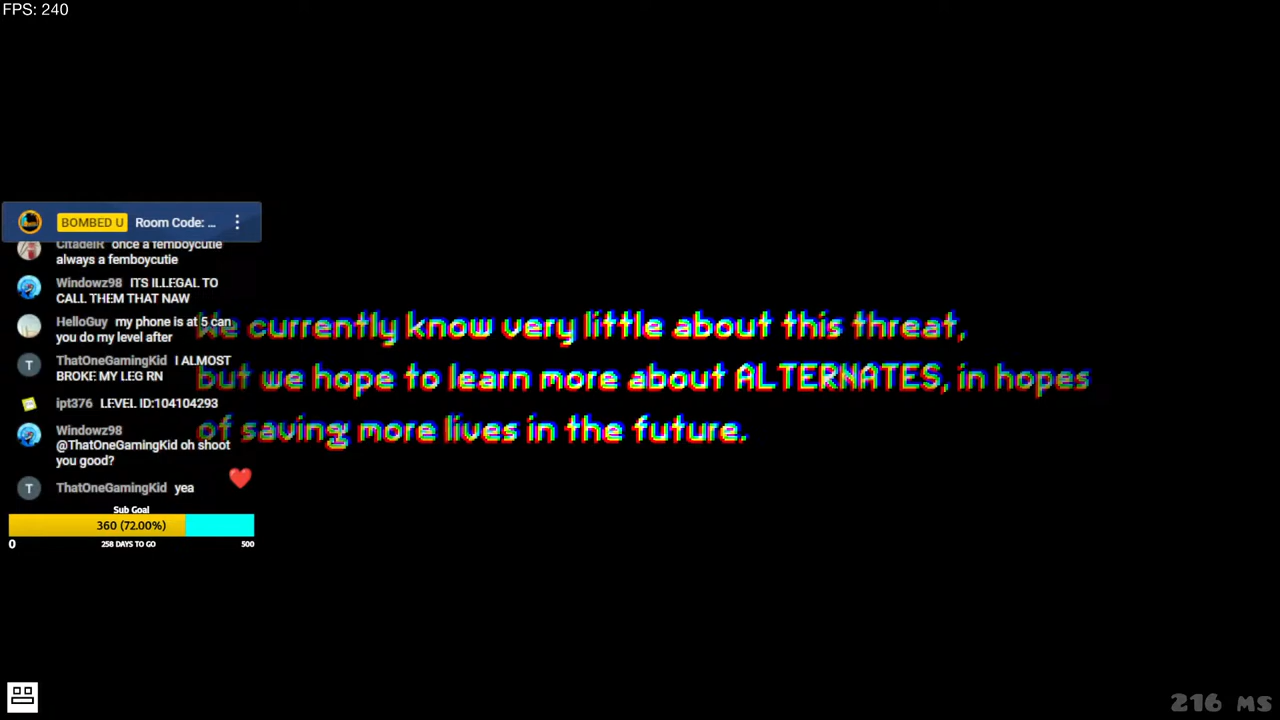 FPS: 240
BOMBED U Room Code: ...
CitadelR once a femboycutie
always a femboycutie
Windowz98 ITS ILLEGAL TO
CALL THEM THAT NAW
HelloGuy my phone is at 5 can
you do my level after
ThatOneGamingKid I ALMOST
BROKE MY LEG RN
ipt376 LEVEL ID:104104293
Windowz98
@ThatOneGamingKid oh shoot
you good?
ThatOneGamingKid yea
Sub Goal
360 (72.00%)
0
258 DAYS TO GO
500
We currently know very little about this threat,
but we hope to learn more about ALTERNATES, in hopes
of saving more lives in the future.
216 ms